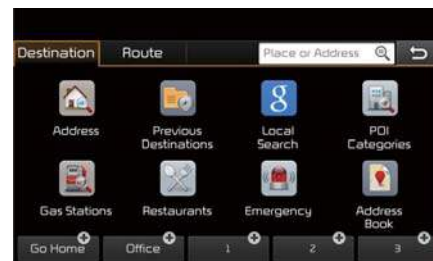 Destination Route Place or Address
Address Previous Destinations Local Search POI Categories
Gas Stations Restaurants Emergency Address Book
Go Home Office 1 2 3